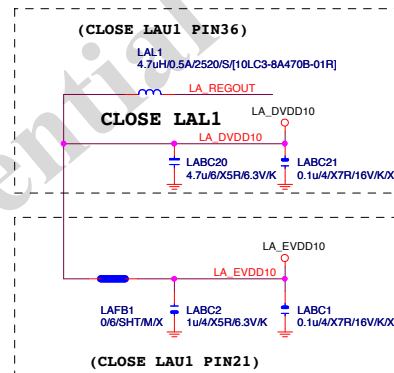 (CLOSE LAU1 PIN36)
LAL1
4.7uH/0.5A/2520/S/[10LC3-8A470B-01R]
LA_REGOUT
CLOSE LAL1
LA_DVDD10
LA_DVDD10
LABC20
4.7u/6/X5R/6.3V/K
LABC21
0.1u/4/X7R/16V/K/X
LA_EVDD10
LA_EVDD10
LAFB1
0/6/SHT/M/X
LABC2
1u/4/X5R/6.3V/K
LABC1
0.1u/4/X7R/16V/K/X
(CLOSE LAU1 PIN21)
ential